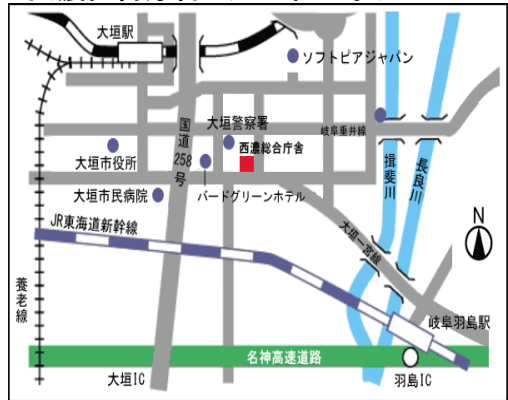 大垣駅
ソフトピアジャパン
国道258号
大垣警察署
岐阜垂井線
西濃総合庁舎
大垣市役所
揖斐川
長良川
大垣市民病院
バードグリーンホテル
JR東海道新幹線
大垣一宮線
N
養老線
岐阜羽島駅
名神高速道路
大垣IC
羽島IC